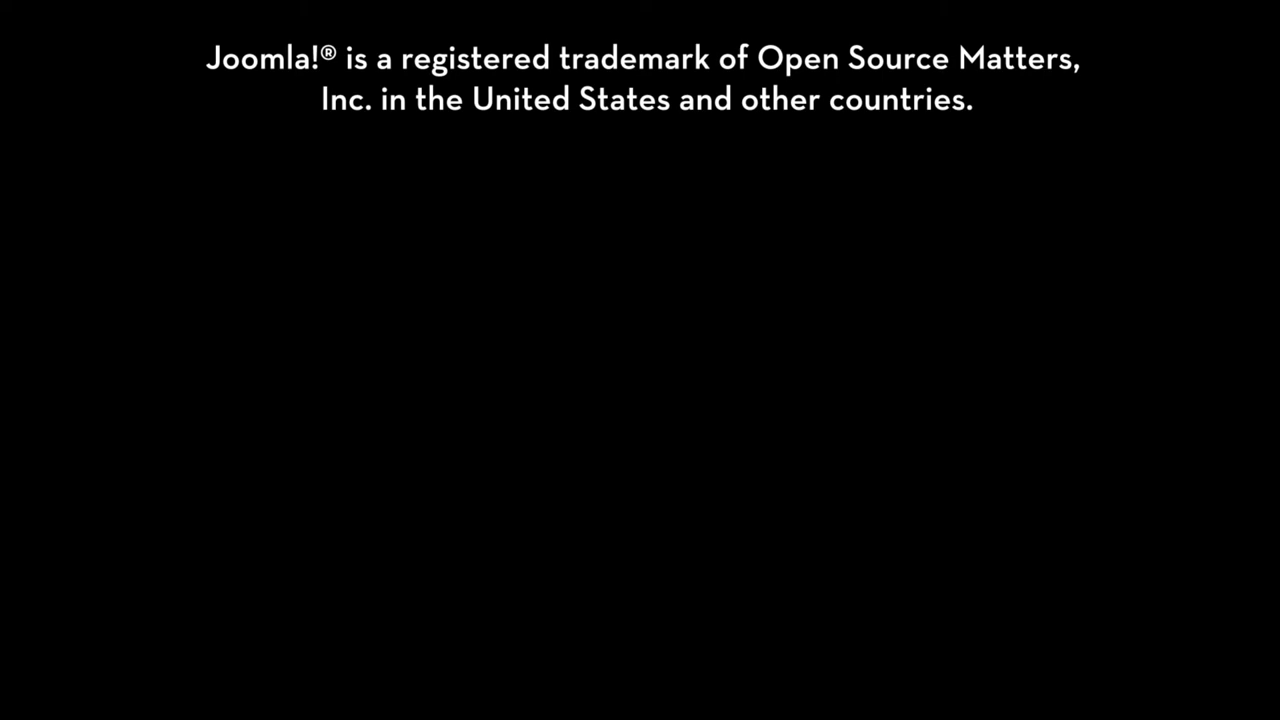 Joomla!® is a registered trademark of Open Source Matters,
Inc. in the United States and other countries.